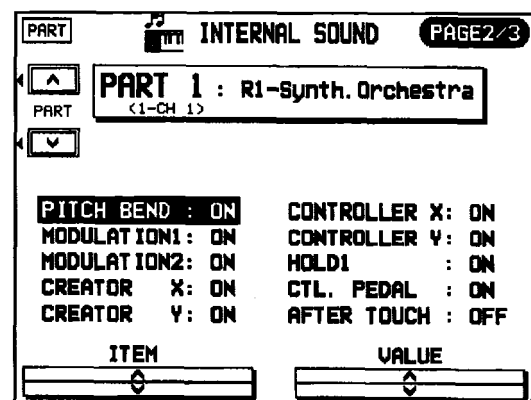 PART
INTERNAL SOUND
PAGE2/3
PART 1 : R1-Synth. Orchestra
(1-CH 1)
PART
PITCH BEND : ON
MODULATION1: ON
MODULATION2: ON
CREATOR X: ON
CREATOR Y: ON
CONTROLLER X: ON
CONTROLLER Y: ON
HOLD1 : ON
CTL. PEDAL : ON
AFTER TOUCH : OFF
ITEM
VALUE